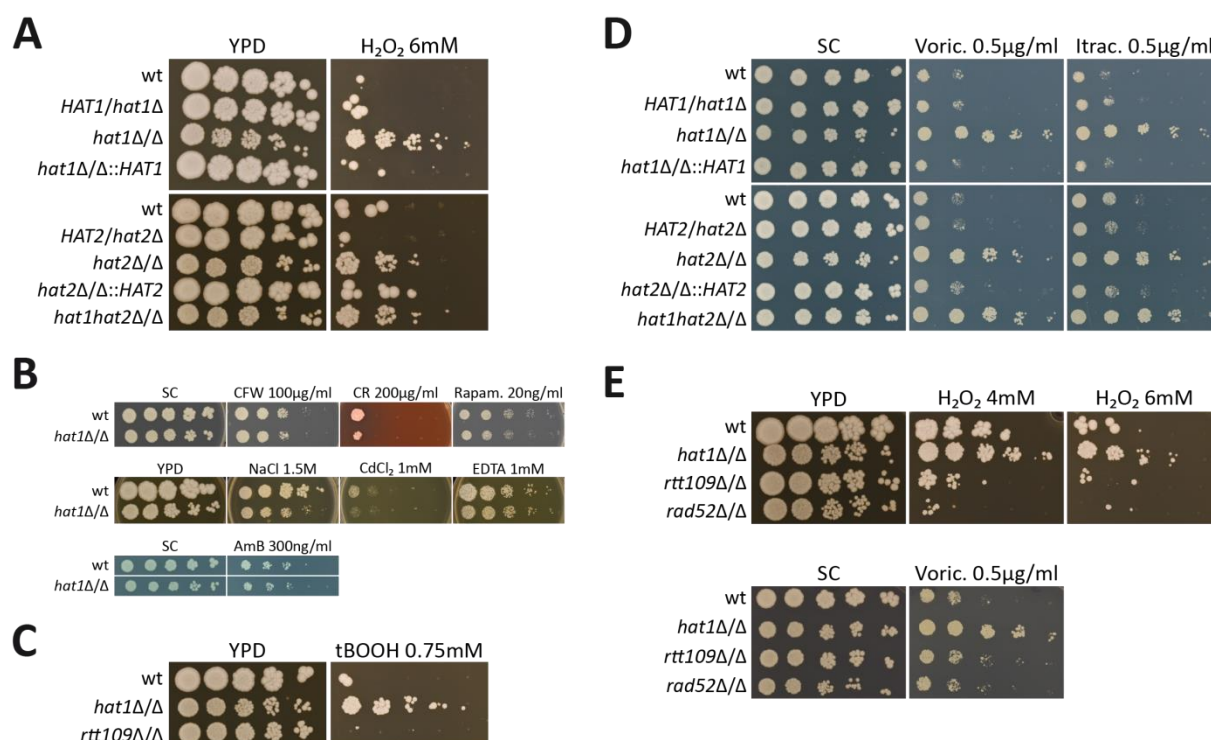 A
YPD
H₂O₂ 6mM
wt
HAT1/hat1Δ
hat1Δ/Δ
hat1Δ/Δ::HAT1
wt
HAT2/hat2Δ
hat2Δ/Δ
hat2Δ/Δ::HAT2
hat1hat2Δ/Δ
B
SC
CFW 100µg/ml
CR 200µg/ml
Rapam. 20ng/ml
wt
hat1Δ/Δ
YPD
NaCl 1.5M
CdCl₂ 1mM
EDTA 1mM
wt
hat1Δ/Δ
SC
AmB 300ng/ml
wt
hat1Δ/Δ
C
YPD
tBOOH 0.75mM
wt
hat1Δ/Δ
rtt109Δ/Δ
D
SC
Voric. 0.5µg/ml
Itrac. 0.5µg/ml
wt
HAT1/hat1Δ
hat1Δ/Δ
hat1Δ/Δ::HAT1
wt
HAT2/hat2Δ
hat2Δ/Δ
hat2Δ/Δ::HAT2
hat1hat2Δ/Δ
E
YPD
H₂O₂ 4mM
H₂O₂ 6mM
wt
hat1Δ/Δ
rtt109Δ/Δ
rad52Δ/Δ
SC
Voric. 0.5µg/ml
wt
hat1Δ/Δ
rtt109Δ/Δ
rad52Δ/Δ